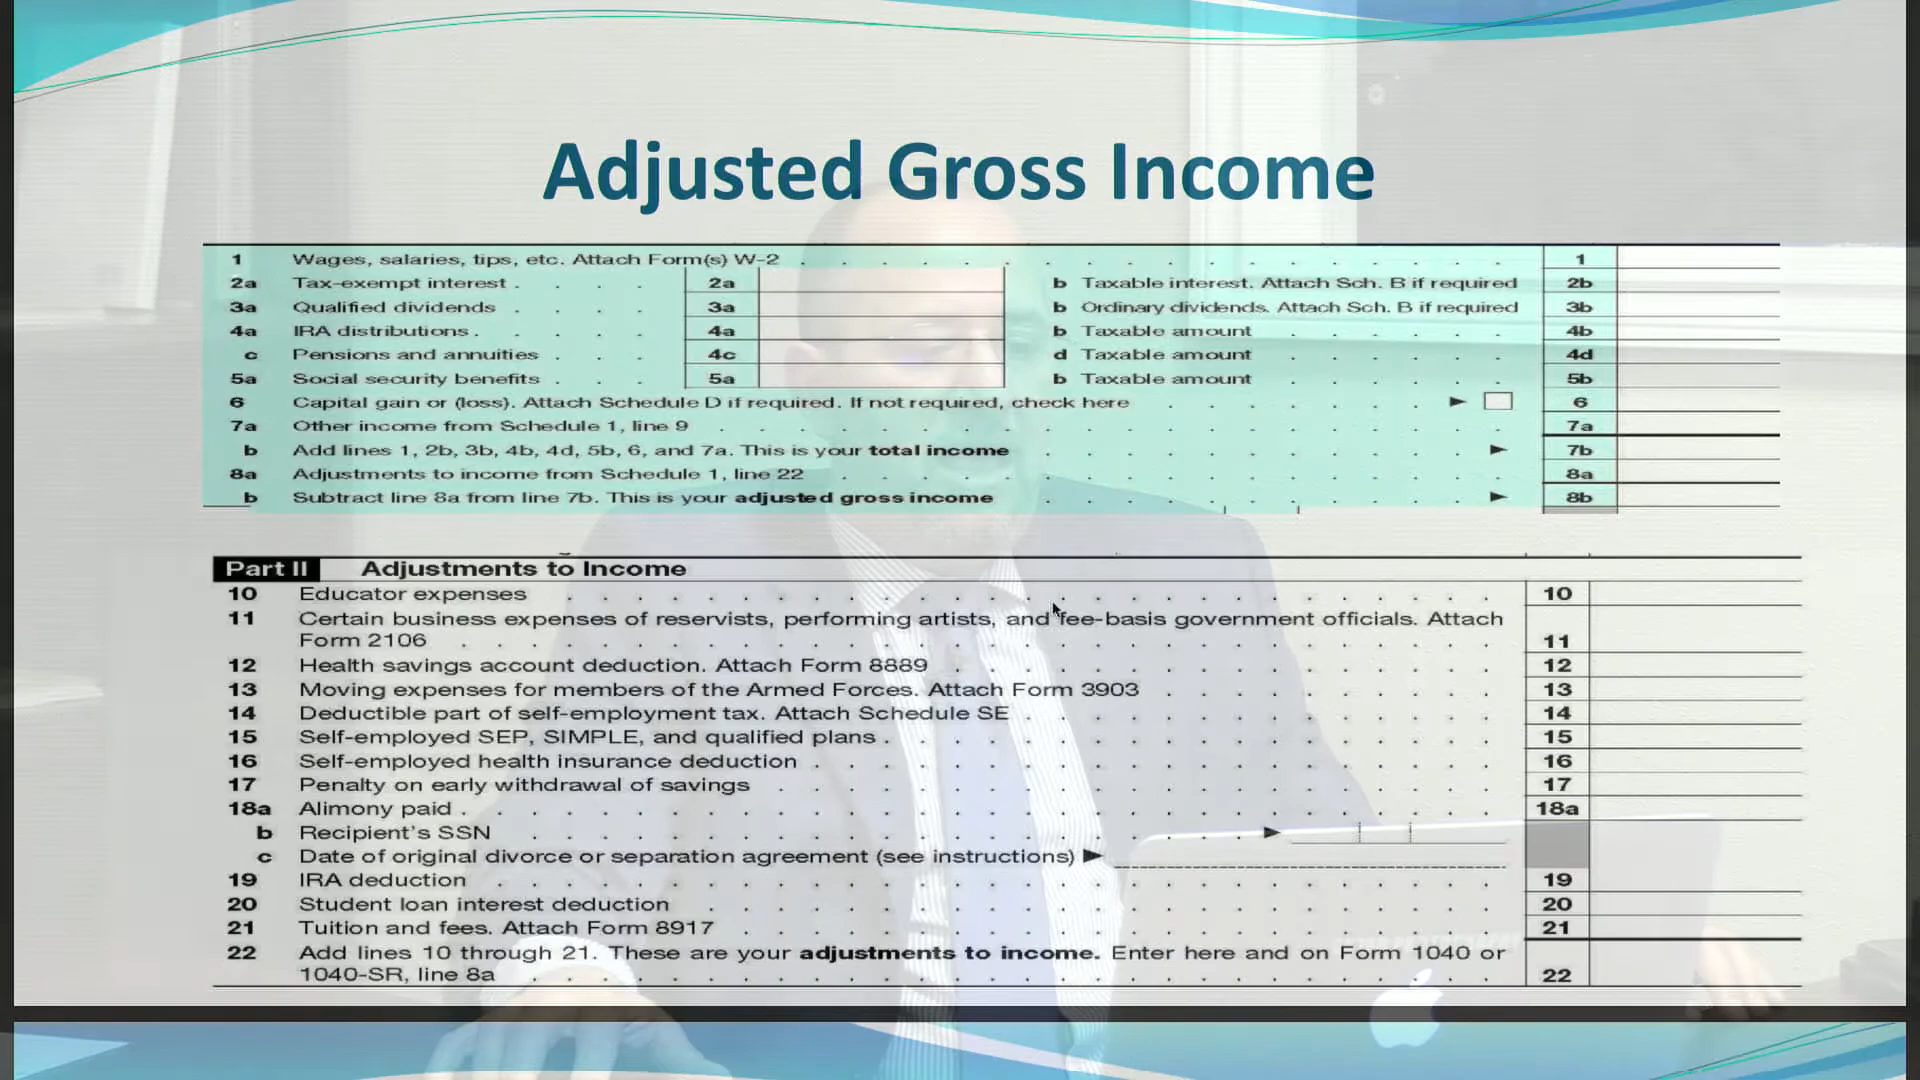 Adjusted Gross Income
1 Wages, salaries, tips, etc. Attach Form(s) W-2 1
2a Tax-exempt interest 2a b Taxable interest. Attach Sch. B if required 2b
3a Qualified dividends 3a b Ordinary dividends. Attach Sch. B if required 3b
4a IRA distributions 4a b Taxable amount 4b
c Pensions and annuities 4c d Taxable amount 4d
5a Social security benefits 5a b Taxable amount 5b
6 Capital gain or (loss). Attach Schedule D if required. If not required, check here 6
7a Other income from Schedule 1, line 9 7a
b Add lines 1, 2b, 3b, 4b, 4d, 5b, 6, and 7a. This is your total income 7b
8a Adjustments to income from Schedule 1, line 22 8a
b Subtract line 8a from line 7b. This is your adjusted gross income 8b
Part II Adjustments to Income
10 Educator expenses 10
11 Certain business expenses of reservists, performing artists, and fee-basis government officials. Attach
Form 2106 11
12 Health savings account deduction. Attach Form 8889 12
13 Moving expenses for members of the Armed Forces. Attach Form 3903 13
14 Deductible part of self-employment tax. Attach Schedule SE 14
15 Self-employed SEP, SIMPLE, and qualified plans 15
16 Self-employed health insurance deduction 16
17 Penalty on early withdrawal of savings 17
18a Alimony paid 18a
b Recipient's SSN
c Date of original divorce or separation agreement (see instructions)
19 IRA deduction 19
20 Student loan interest deduction 20
21 Tuition and fees. Attach Form 8917 21
22 Add lines 10 through 21. These are your adjustments to income. Enter here and on Form 1040 or
1040-SR, line 8a 22